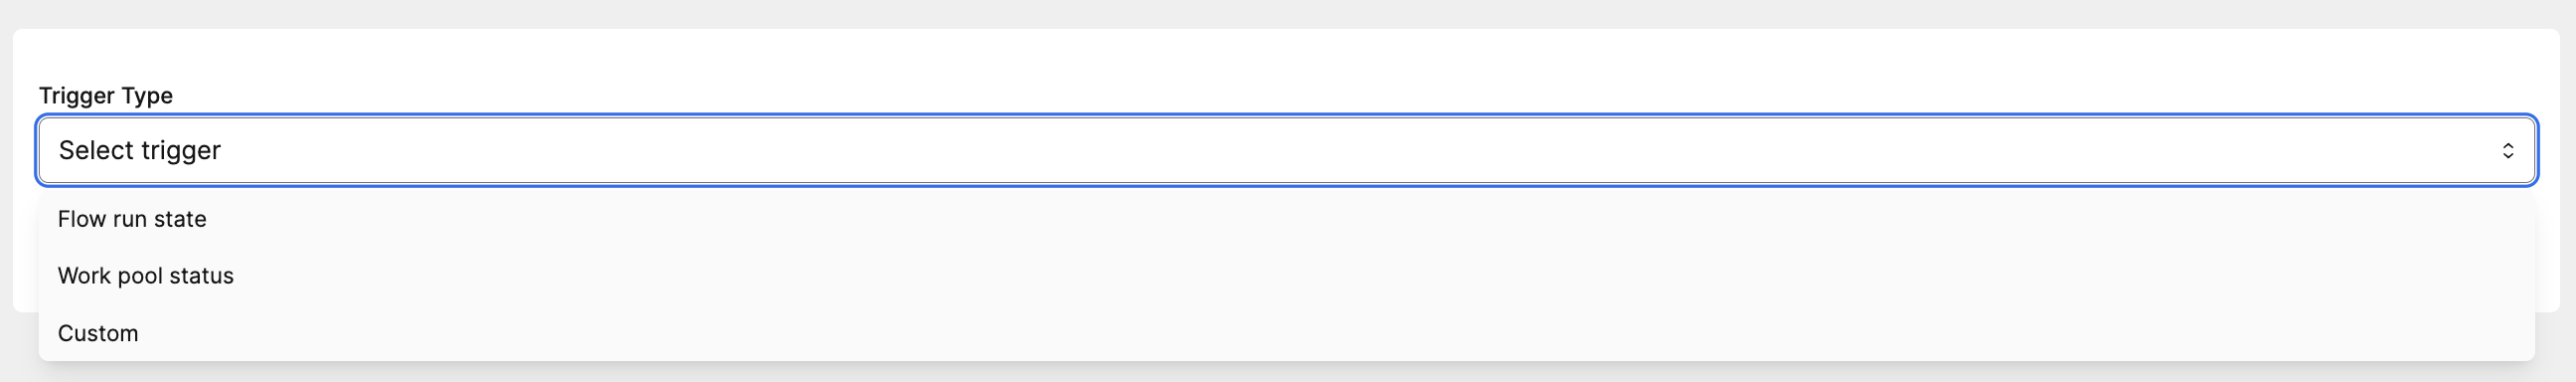 Trigger Type
Select trigger
Flow run state
Work pool status
Custom